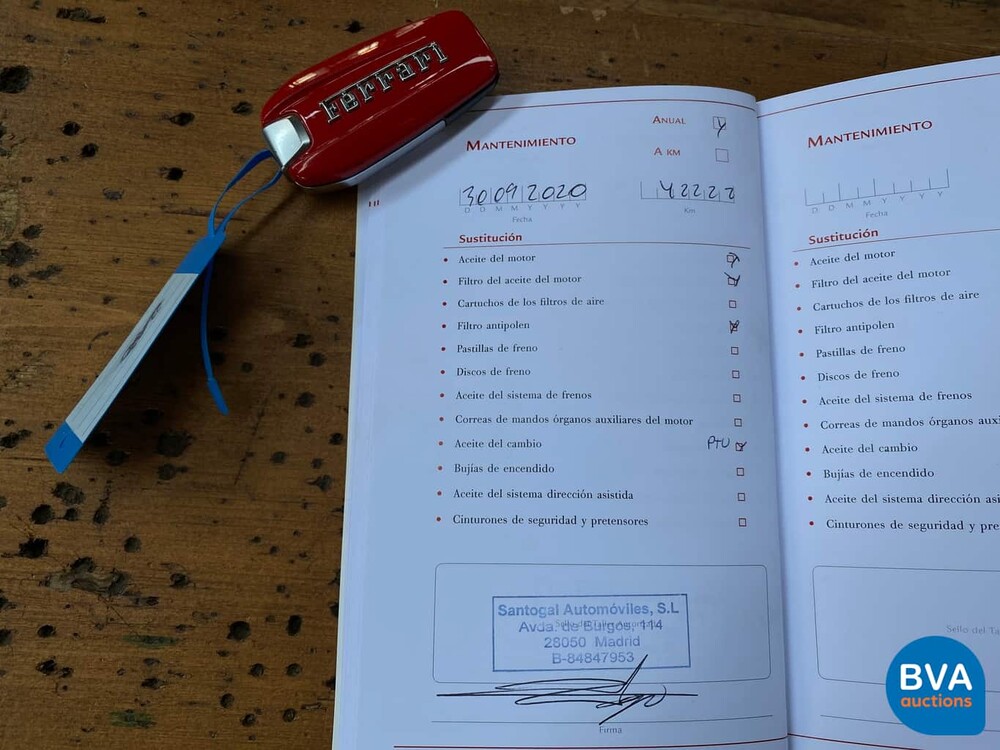 Ferrari
MANTENIMIENTO
ANUAL
A KM
30092020
D D M M Y Y Y Y
Fecha
42222
Km
Sustitución
Aceite del motor
Filtro del aceite del motor
Cartuchos de los filtros de aire
Filtro antipolen
Pastillas de freno
Discos de freno
Aceite del sistema de frenos
Correas de mandos órganos auxiliares del motor
Aceite del cambio PTU
Bujías de encendido
Aceite del sistema dirección asistida
Cinturones de seguridad y pretensores
Santogal Automóviles, S.L
Avda. de Burgos, 114
28050 Madrid
B-84847953
Firma
MANTENIMIENTO
D D M M Y Y Y Y
Fecha
Sustitución
Aceite del motor
Filtro del aceite del motor
Cartuchos de los filtros de aire
Filtro antipolen
Pastillas de freno
Discos de freno
Aceite del sistema de frenos
Correas de mandos órganos auxi
Aceite del cambio
Bujías de encendido
Aceite del sistema dirección asi
Cinturones de seguridad y pre
Sello del Ta
BVA
auctions